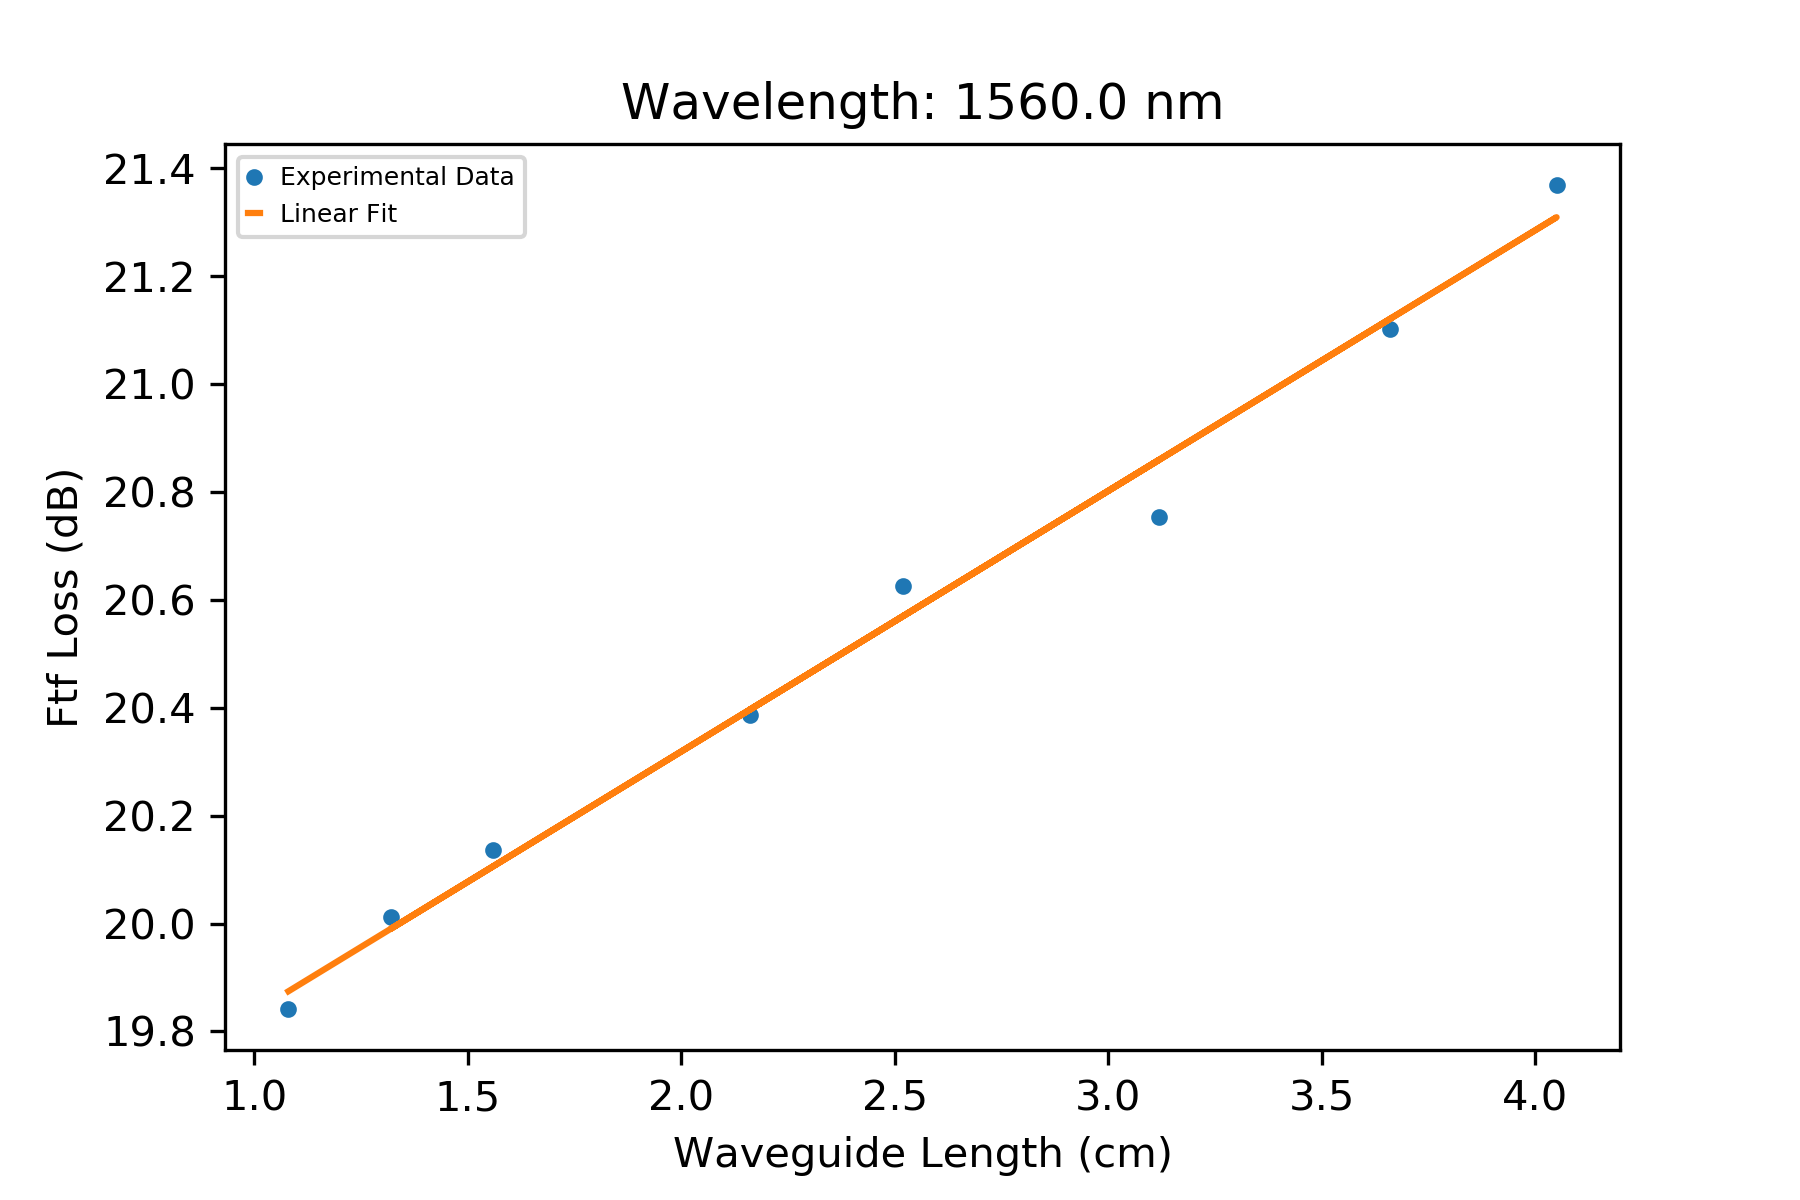 Wavelength: 1560.0 nm
Experimental Data
Linear Fit
21.4
21.2
21.0
20.8
20.6
20.4
20.2
20.0
19.8
Ftf Loss (dB)
1.0 1.5 2.0 2.5 3.0 3.5 4.0
Waveguide Length (cm)